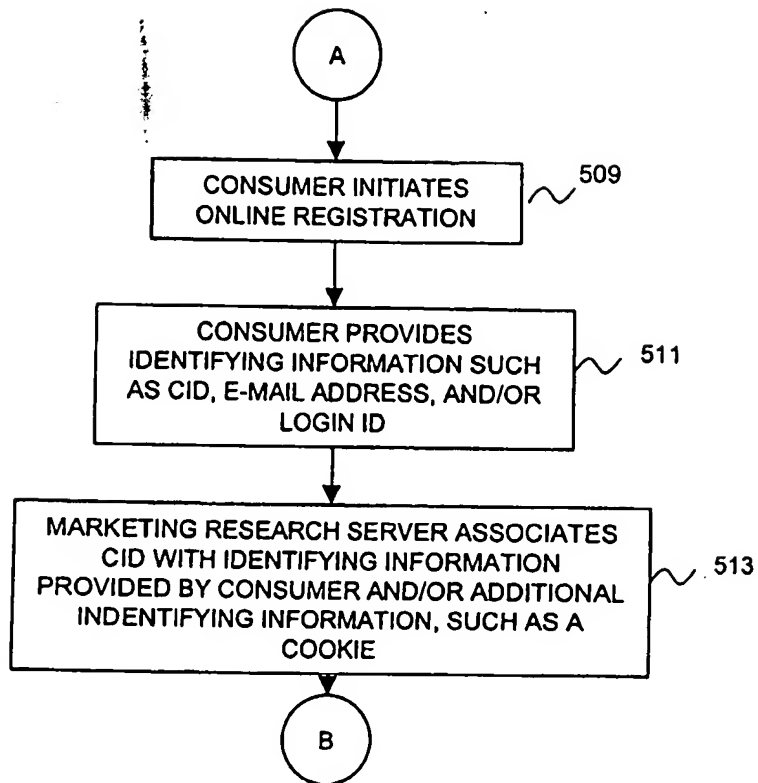 A
CONSUMER INITIATES
ONLINE REGISTRATION
509
CONSUMER PROVIDES
IDENTIFYING INFORMATION SUCH
AS CID, E-MAIL ADDRESS, AND/OR
LOGIN ID
511
MARKETING RESEARCH SERVER ASSOCIATES
CID WITH IDENTIFYING INFORMATION
PROVIDED BY CONSUMER AND/OR ADDITIONAL
INDENTIFYING INFORMATION, SUCH AS A
COOKIE
513
B